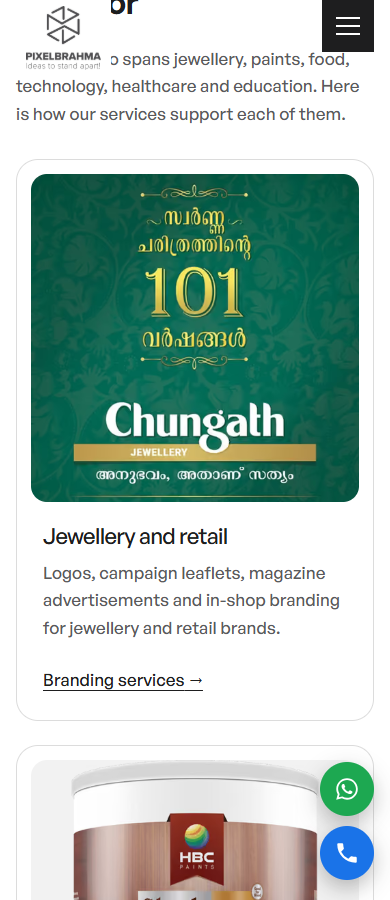 or
PIXELBRAHMA
Ideas to stand apart!
o spans jewellery, paints, food,
technology, healthcare and education. Here
is how our services support each of them.
സ്വർണ്ണ
ചരിത്രത്തിന്റെ
101
വർഷങ്ങൾ
Chungath
JEWELLERY
അനുഭവം, അതാണ് സത്യം
Jewellery and retail
Logos, campaign leaflets, magazine
advertisements and in-shop branding
for jewellery and retail brands.
Branding services →
HBC
PAINTS